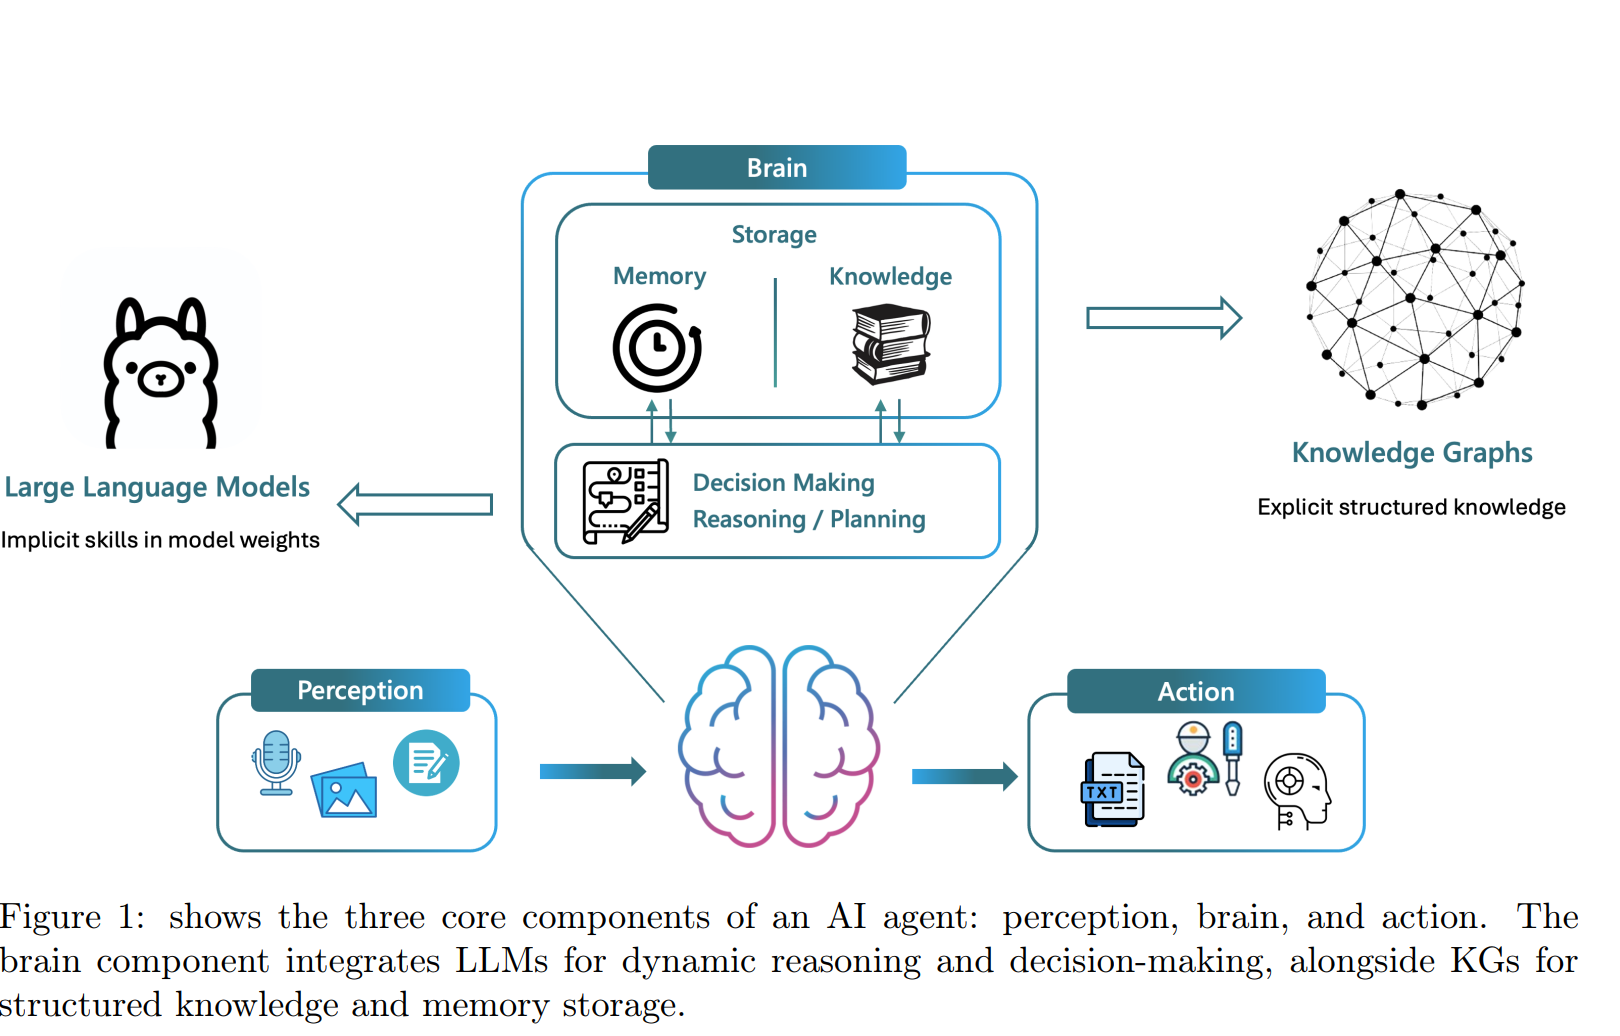 Brain
Storage
Memory
Knowledge
Decision Making
Reasoning / Planning
Large Language Models
Implicit skills in model weights
Knowledge Graphs
Explicit structured knowledge
Perception
Action
TXT
Figure 1: shows the three core components of an AI agent: perception, brain, and action. The
brain component integrates LLMs for dynamic reasoning and decision-making, alongside KGs for
structured knowledge and memory storage.